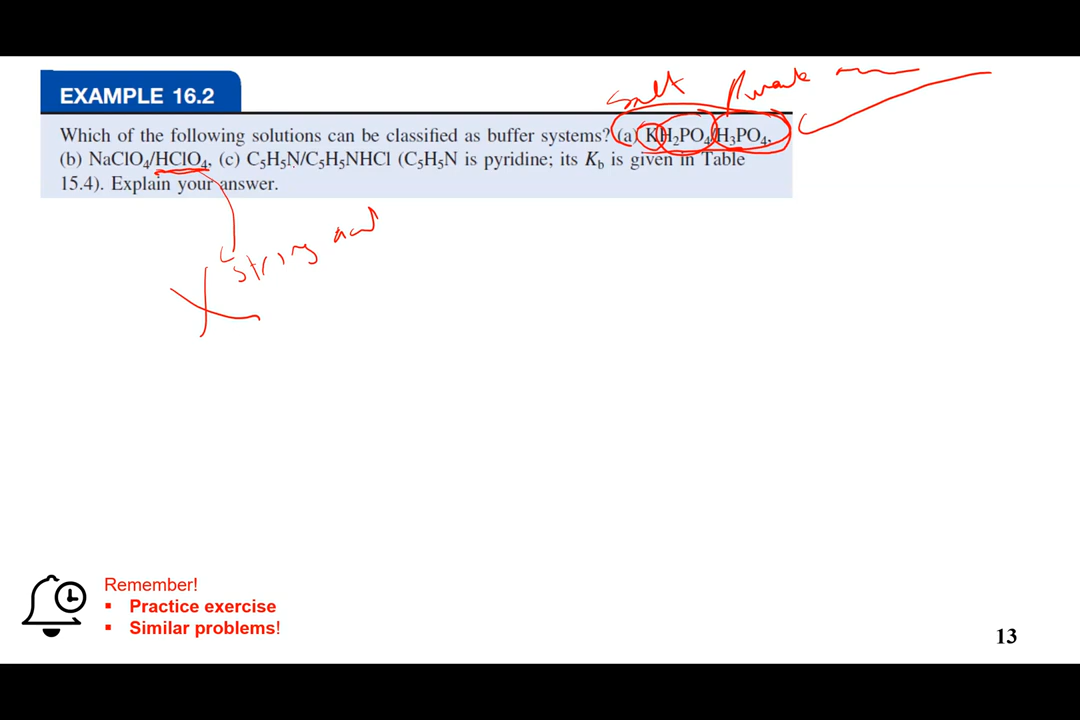 Salt weak
EXAMPLE 16.2
Which of the following solutions can be classified as buffer systems? (a) KH₂PO₄/H₃PO₄,
(b) NaClO₄/HClO₄, (c) C₅H₅N/C₅H₅NHCl (C₅H₅N is pyridine; its K_b is given in Table
15.4). Explain your answer.
strong acid
Remember!
▪ Practice exercise
▪ Similar problems!
13